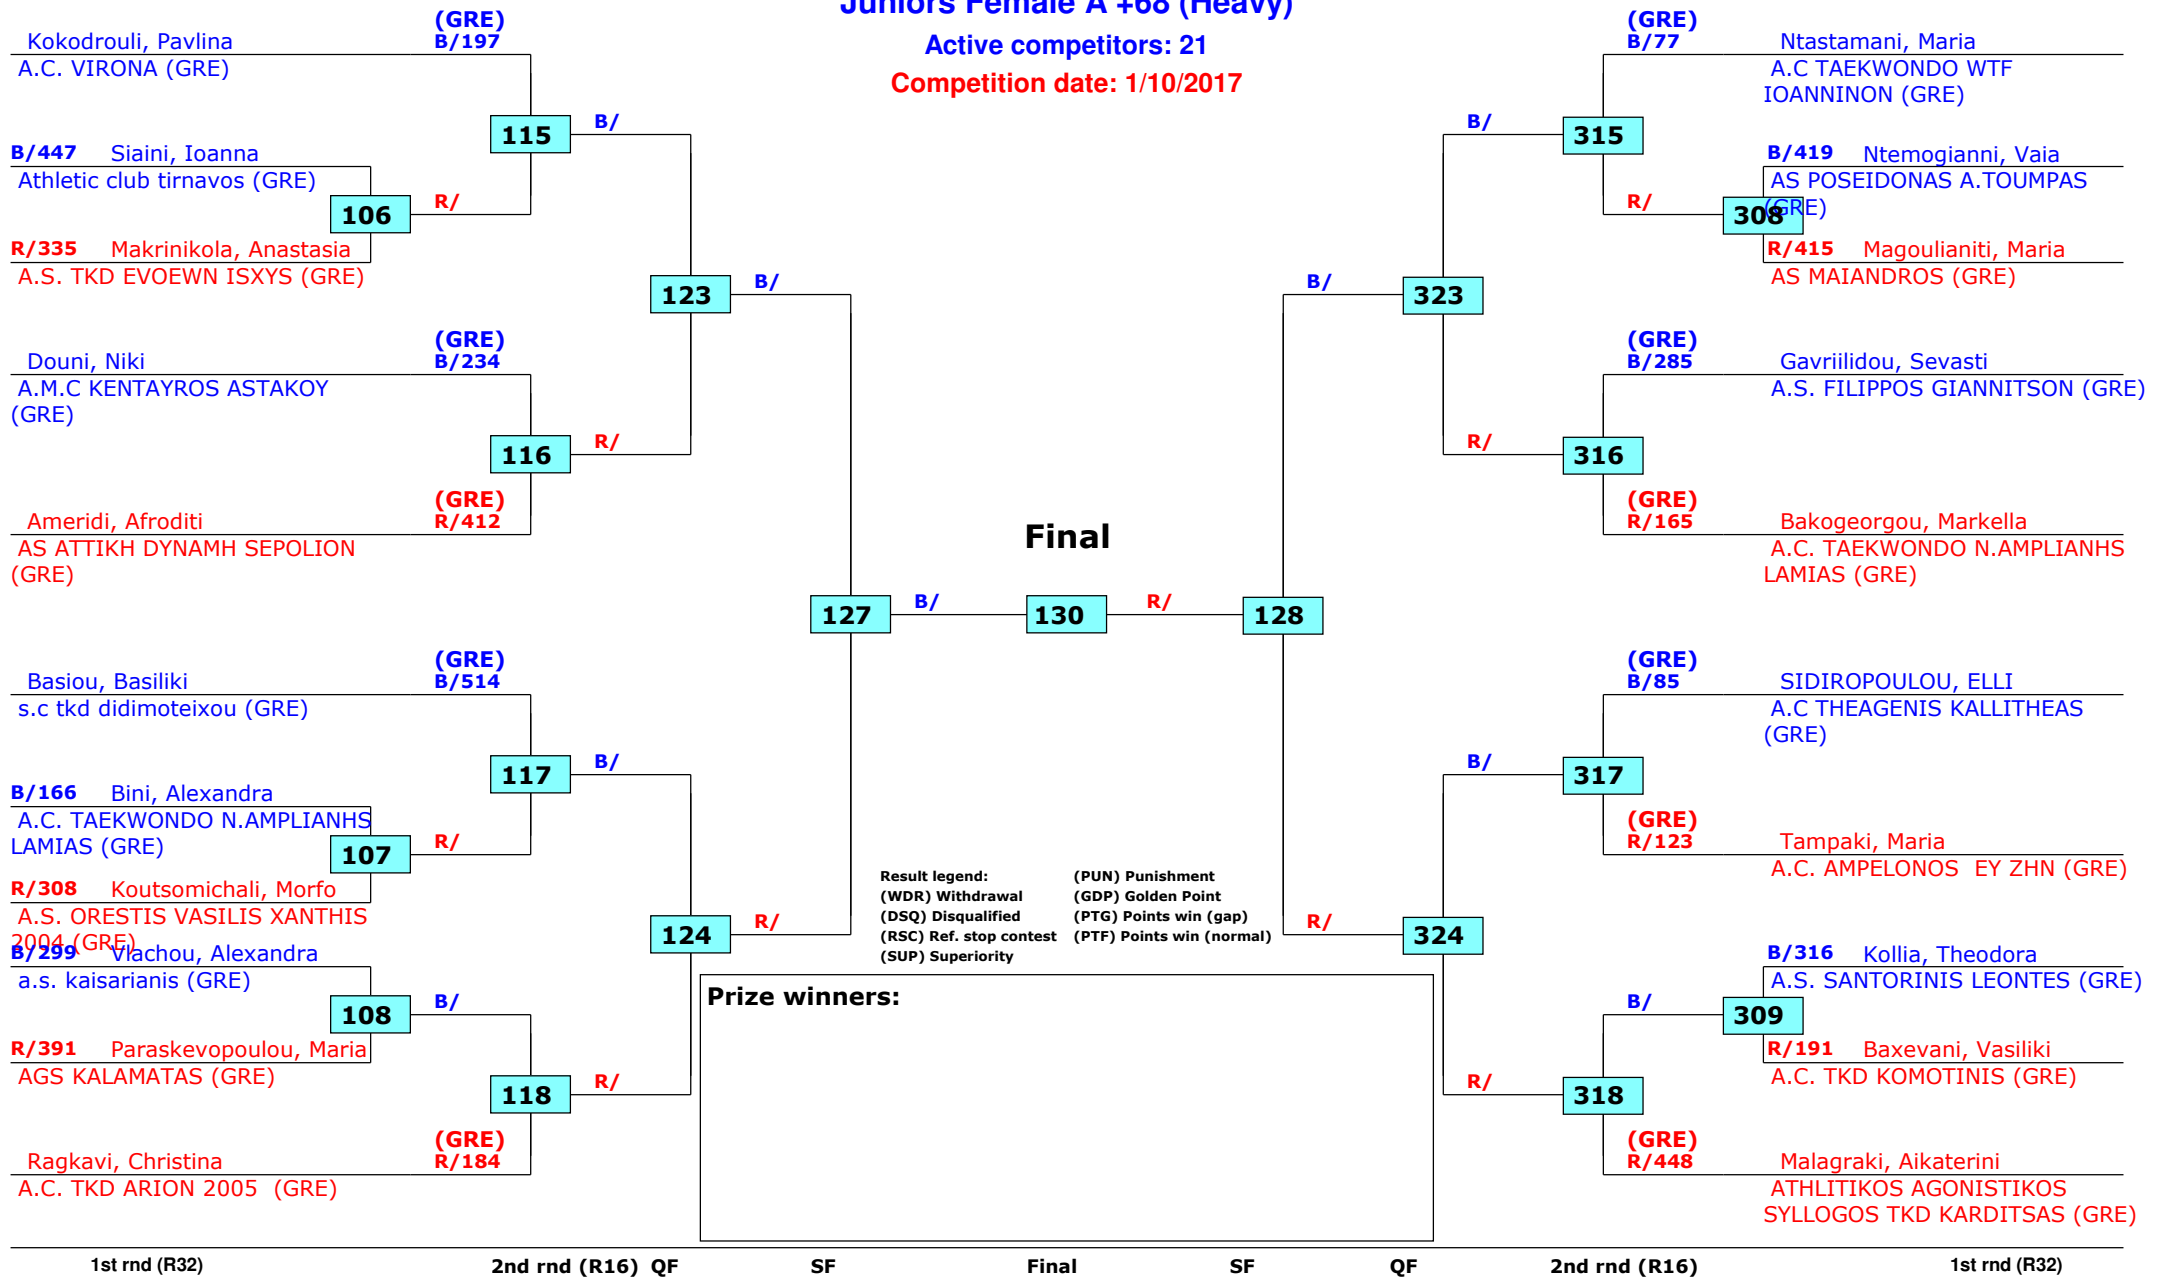 Juniors Female A +68 (Heavy)
Active competitors: 21
Competition date: 1/10/2017
(GRE)
Kokodrouli, Pavlina B/197
A.C. VIRONA (GRE)
115
B/
B/447 Siaini, Ioanna
Athletic club tirnavos (GRE)
106
R/
R/335 Makrinikola, Anastasia
A.S. TKD EVOEWN ISXYS (GRE)
123
B/
(GRE)
Douni, Niki B/234
A.M.C KENTAYROS ASTAKOY
(GRE)
116
R/
(GRE)
Ameridi, Afroditi R/412
AS ATTIKH DYNAMH SEPOLION
(GRE)
127
B/
(GRE)
Basiou, Basiliki B/514
s.c tkd didimoteixou (GRE)
117
B/
B/166 Bini, Alexandra
A.C. TAEKWONDO N.AMPLIANHS
LAMIAS (GRE)
107
R/
R/308 Koutsomichali, Morfo
A.S. ORESTIS VASILIS XANTHIS
2004 (GRE)
124
R/
B/299 Vlachou, Alexandra
a.s. kaisarianis (GRE)
108
B/
R/391 Paraskevopoulou, Maria
AGS KALAMATAS (GRE)
118
R/
(GRE)
Ragkavi, Christina R/184
A.C. TKD ARION 2005 (GRE)
Final
130
R/
128
(GRE)
B/77 Ntastamani, Maria
A.C TAEKWONDO WTF
IOANNINON (GRE)
B/
315
B/419 Ntemogianni, Vaia
AS POSEIDONAS A.TOUMPAS
(GRE)
R/
308
R/415 Magoulianiti, Maria
AS MAIANDROS (GRE)
B/
323
(GRE)
B/285 Gavriilidou, Sevasti
A.S. FILIPPOS GIANNITSON (GRE)
R/
316
(GRE)
R/165 Bakogeorgou, Markella
A.C. TAEKWONDO N.AMPLIANHS
LAMIAS (GRE)
(GRE)
B/85 SIDIROPOULOU, ELLI
A.C THEAGENIS KALLITHEAS
(GRE)
B/
317
(GRE)
R/123 Tampaki, Maria
A.C. AMPELONOS EY ZHN (GRE)
R/
324
B/316 Kollia, Theodora
A.S. SANTORINIS LEONTES (GRE)
B/
309
R/191 Baxevani, Vasiliki
A.C. TKD KOMOTINIS (GRE)
R/
318
(GRE)
R/448 Malagraki, Aikaterini
ATHLITIKOS AGONISTIKOS
SYLLOGOS TKD KARDITSAS (GRE)
Result legend: (PUN) Punishment
(WDR) Withdrawal (GDP) Golden Point
(DSQ) Disqualified (PTG) Points win (gap)
(RSC) Ref. stop contest (PTF) Points win (normal)
(SUP) Superiority
Prize winners:
1st rnd (R32) 2nd rnd (R16) QF SF Final SF QF 2nd rnd (R16) 1st rnd (R32)